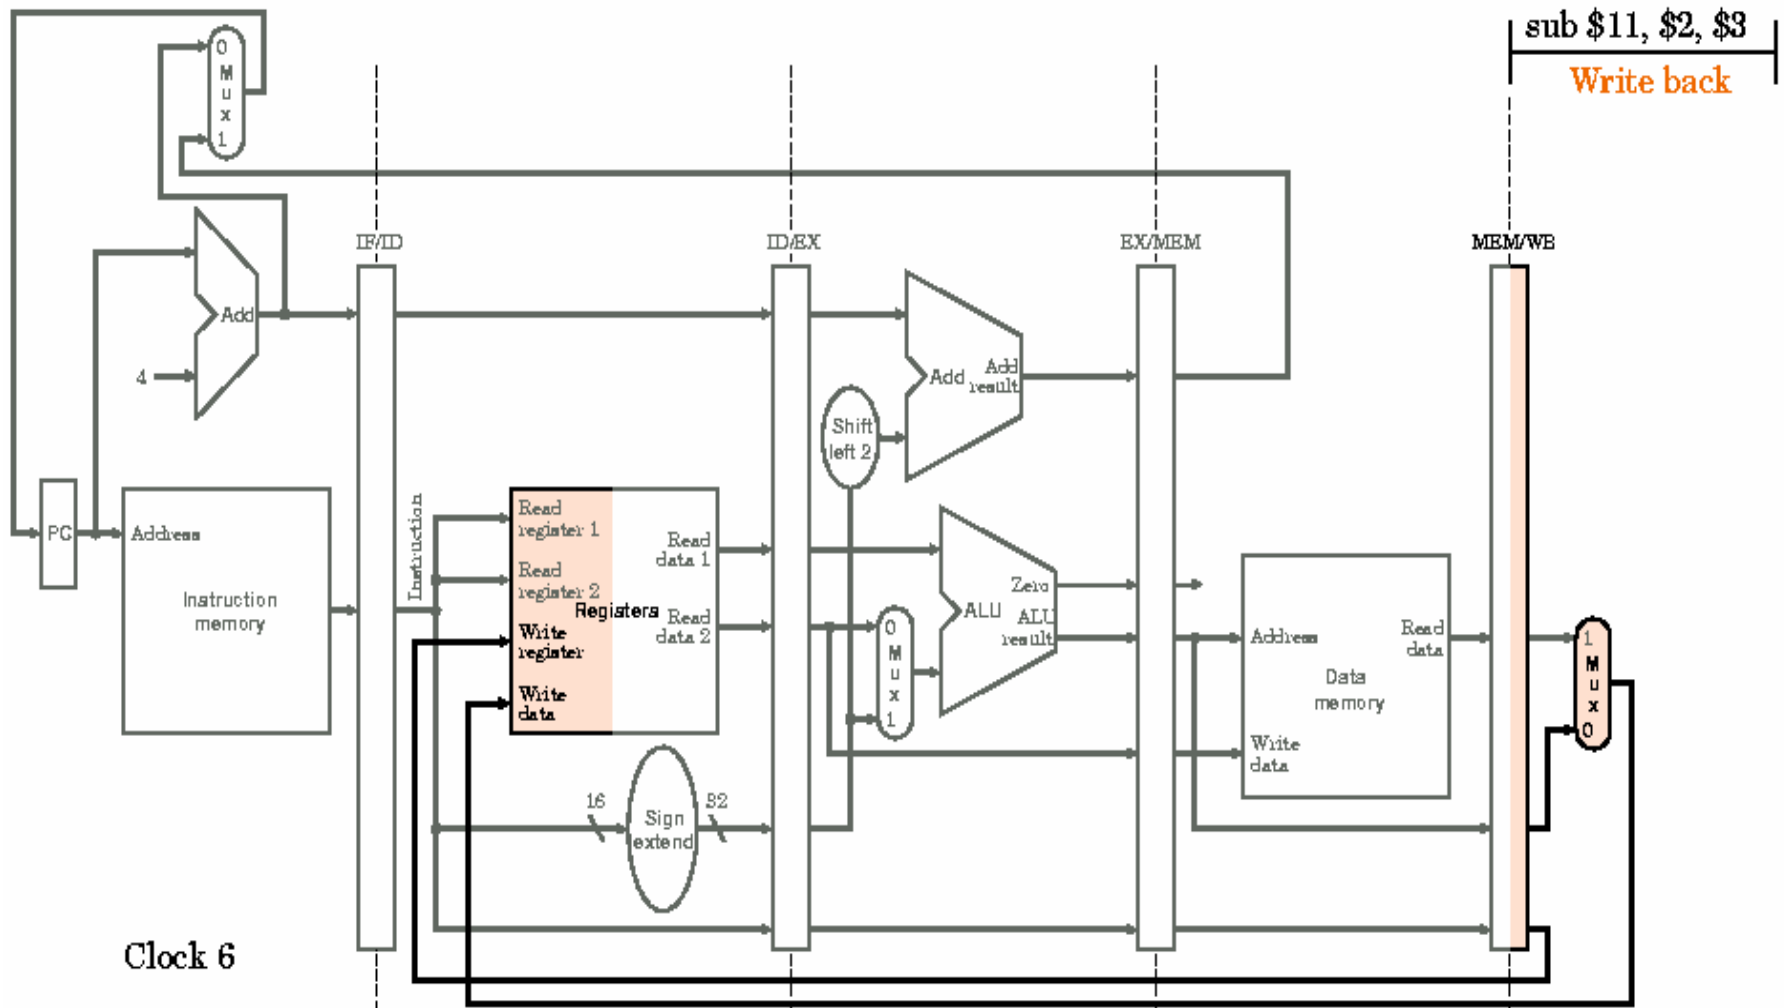 sub $11, $2, $3
Write back
0
M
u
x
1
IF/ID
ID/EX
EX/MEM
MEM/WB
Add
4
Add
Add
result
Shift
left 2
PC
Address
Instruction
memory
Instruction
Read
register 1
Read
register 2
Registers
Write
register
Write
data
Read
data 1
Read
data 2
0
M
u
x
1
Zero
ALU
ALU
result
Address
Read
data
Data
memory
Write
data
1
M
u
x
0
16
Sign
extend
32
Clock 6